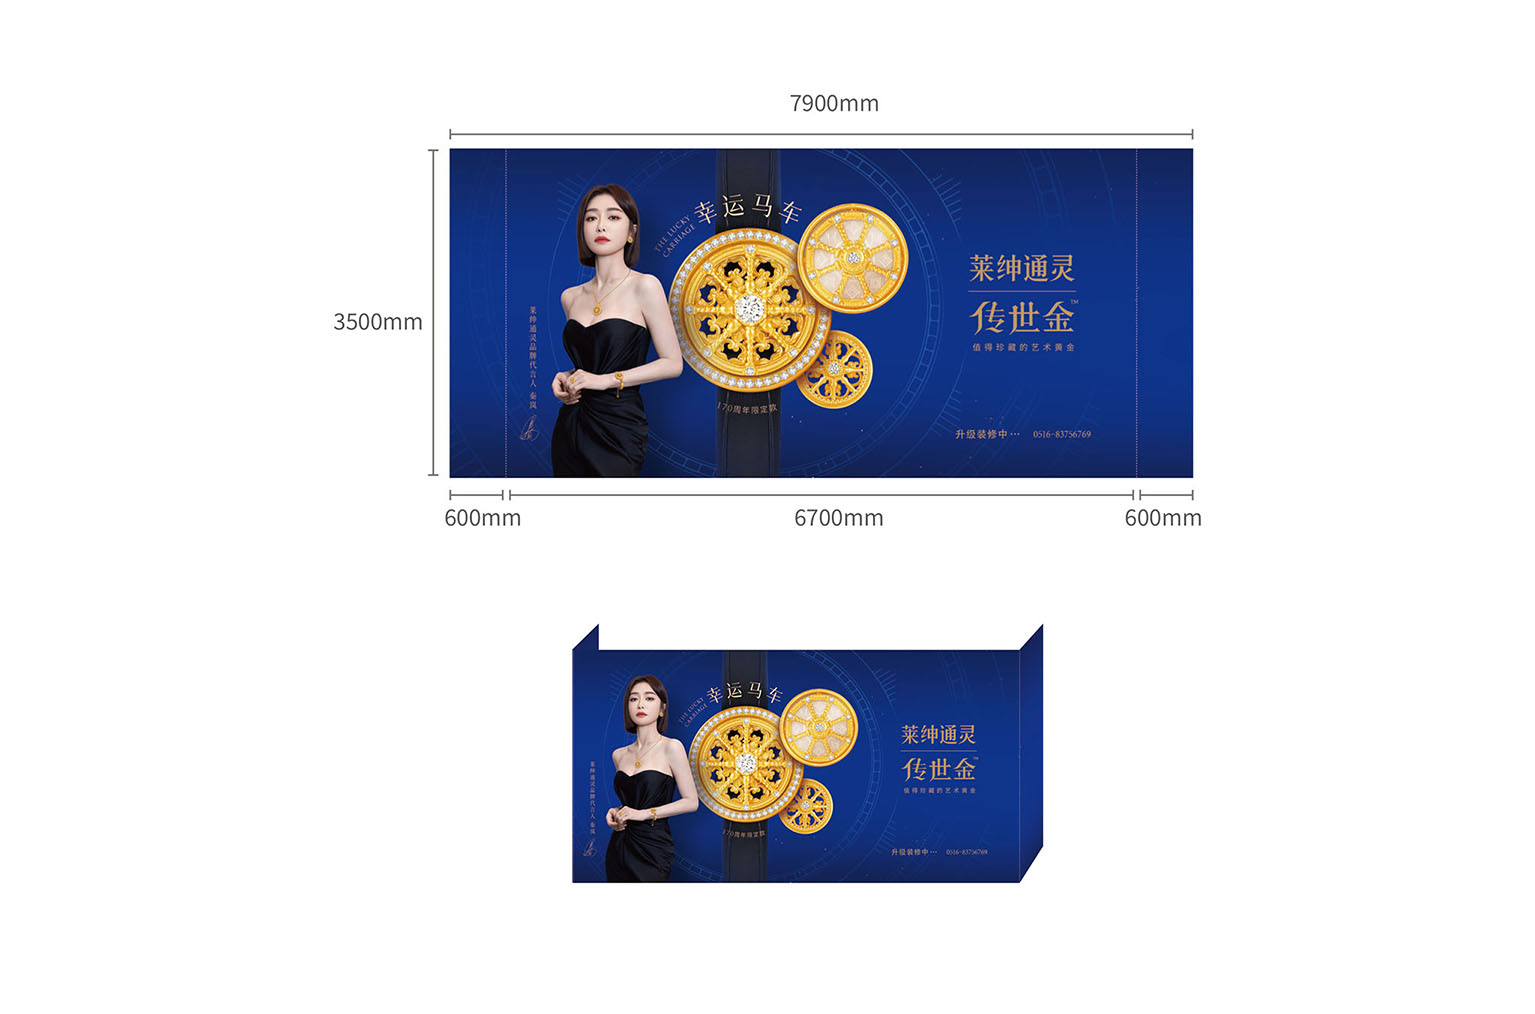 7900mm
3500mm
幸运马车
THE LUCKY
CARRIAGE
莱绅通灵
传世金™
值得珍藏的艺术黄金
莱绅通灵品牌代言人 秦岚
170周年限定款
升级装修中··· 0516-83756769
600mm
6700mm
600mm
幸运马车
THE LUCKY
CARRIAGE
莱绅通灵
传世金™
值得珍藏的艺术黄金
莱绅通灵品牌代言人 秦岚
170周年限定款
升级装修中··· 0516-83756769